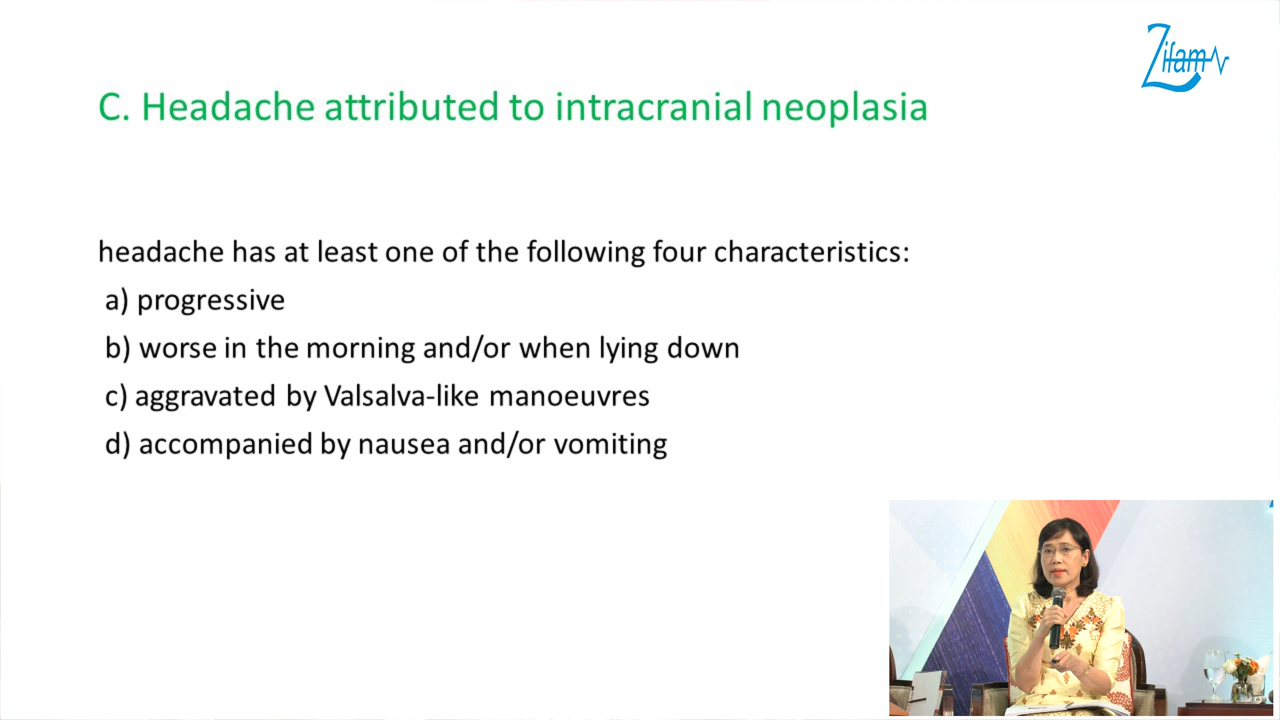 Zifam
C. Headache attributed to intracranial neoplasia
headache has at least one of the following four characteristics:
a) progressive
b) worse in the morning and/or when lying down
c) aggravated by Valsalva-like manoeuvres
d) accompanied by nausea and/or vomiting